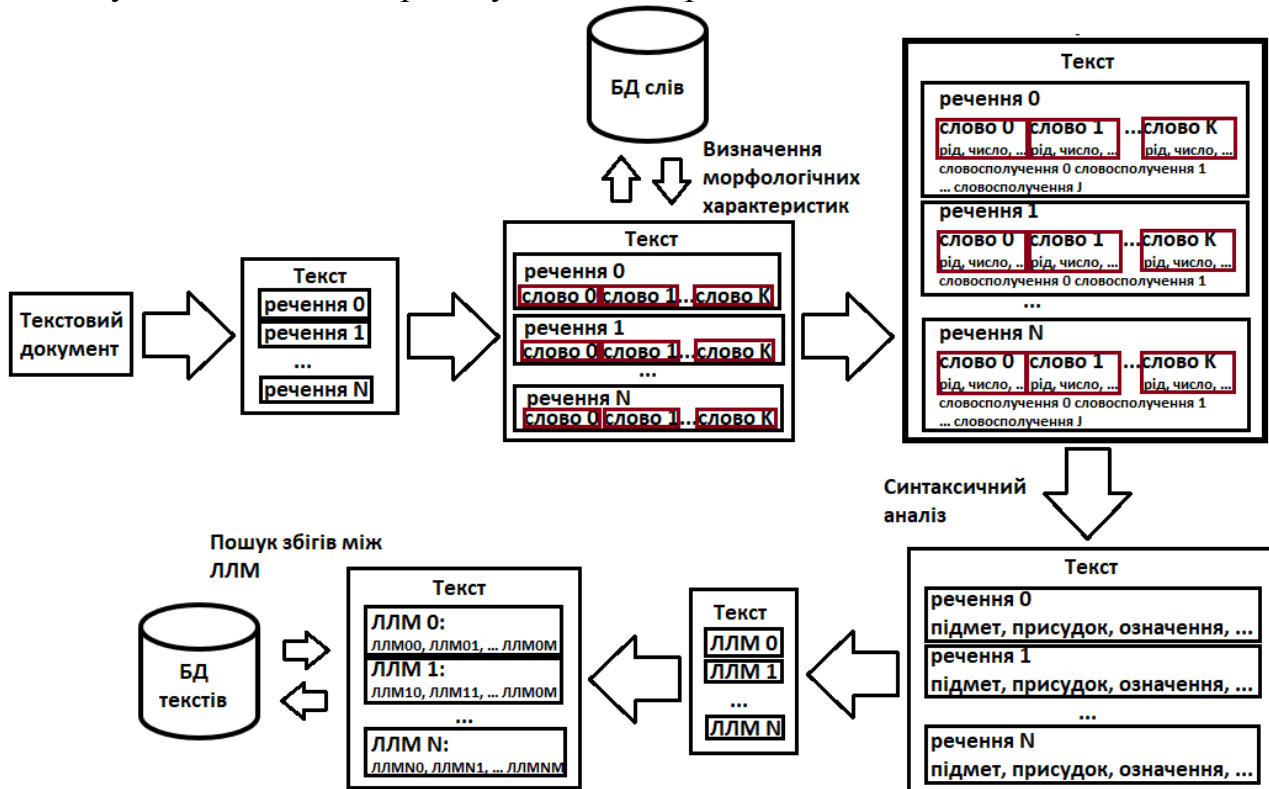 БД слів
Визначення
морфологічних
характеристик
Текстовий
документ
Текст
речення 0
речення 1
...
речення N
Текст
речення 0
слово 0 слово 1...слово K
речення 1
слово 0 слово 1...слово K
...
речення N
слово 0 слово 1...слово K
Текст
речення 0
слово 0 слово 1 ...слово K
рід, число, ... рід, число, ... рід, число, ...
словосполучення 0 словосполучення 1
... словосполучення J
речення 1
слово 0 слово 1 ...слово K
рід, число, ... рід, число, ... рід, число, ...
словосполучення 0 словосполучення 1
...
речення N
слово 0 слово 1 ...слово K
рід, число, .. рід, число, ... рід, число, ...
словосполучення 0 словосполучення 1
... словосполучення J
Синтаксичний
аналіз
Текст
речення 0
підмет, присудок, означення, ...
речення 1
підмет, присудок, означення, ...
...
речення N
підмет, присудок, означення, ...
Текст
ЛЛМ 0
ЛЛМ 1
...
ЛЛМ N
Текст
ЛЛМ 0:
ЛЛМ00, ЛЛМ01, ... ЛЛМ0М
ЛЛМ 1:
ЛЛМ10, ЛЛМ11, ... ЛЛМ0М
...
ЛЛМ N:
ЛЛМN0, ЛЛМN1, ... ЛЛМNМ
Пошук збігів між
ЛЛМ
БД
текстів